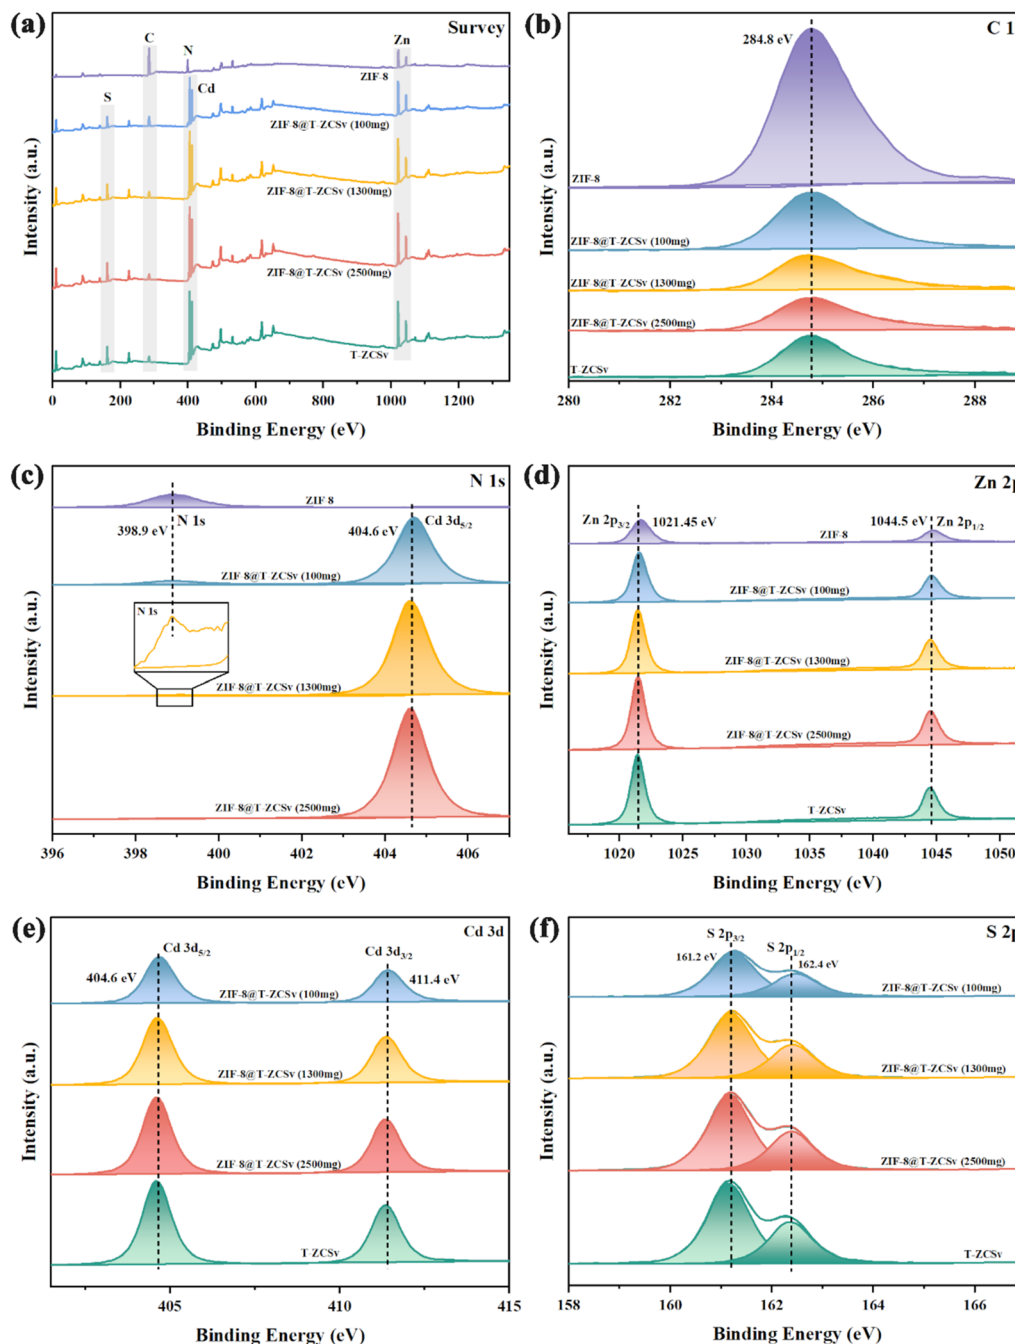 (a)
Survey
C
N
Zn
ZIF-8
Cd
S
ZIF-8@T-ZCSv (100mg)
ZIF-8@T-ZCSv (1300mg)
ZIF-8@T-ZCSv (2500mg)
T-ZCSv
Intensity (a.u.)
0 200 400 600 800 1000 1200
Binding Energy (eV)
(b)
C 1
284.8 eV
ZIF-8
ZIF-8@T-ZCSv (100mg)
ZIF-8@T-ZCSv (1300mg)
ZIF-8@T-ZCSv (2500mg)
T-ZCSv
Intensity (a.u.)
280 282 284 286 288
Binding Energy (eV)
(c)
N 1s
ZIF-8
N 1s
398.9 eV
404.6 eV
Cd 3d5/2
ZIF-8@T-ZCSv (100mg)
N 1s
ZIF-8@T-ZCSv (1300mg)
ZIF-8@T-ZCSv (2500mg)
Intensity (a.u.)
396 398 400 402 404 406
Binding Energy (eV)
(d)
Zn 2p
Zn 2p3/2 1021.45 eV
1044.5 eV Zn 2p1/2
ZIF-8
ZIF-8@T-ZCSv (100mg)
ZIF-8@T-ZCSv (1300mg)
ZIF-8@T-ZCSv (2500mg)
T-ZCSv
Intensity (a.u.)
1020 1025 1030 1035 1040 1045 1050
Binding Energy (eV)
(e)
Cd 3d
Cd 3d5/2
Cd 3d3/2
404.6 eV
411.4 eV
ZIF-8@T-ZCSv (100mg)
ZIF-8@T-ZCSv (1300mg)
ZIF-8@T-ZCSv (2500mg)
T-ZCSv
Intensity (a.u.)
405 410 415
Binding Energy (eV)
(f)
S 2p
S 2p3/2
S 2p1/2
161.2 eV
162.4 eV
ZIF-8@T-ZCSv (100mg)
ZIF-8@T-ZCSv (1300mg)
ZIF-8@T-ZCSv (2500mg)
T-ZCSv
Intensity (a.u.)
158 160 162 164 166
Binding Energy (eV)